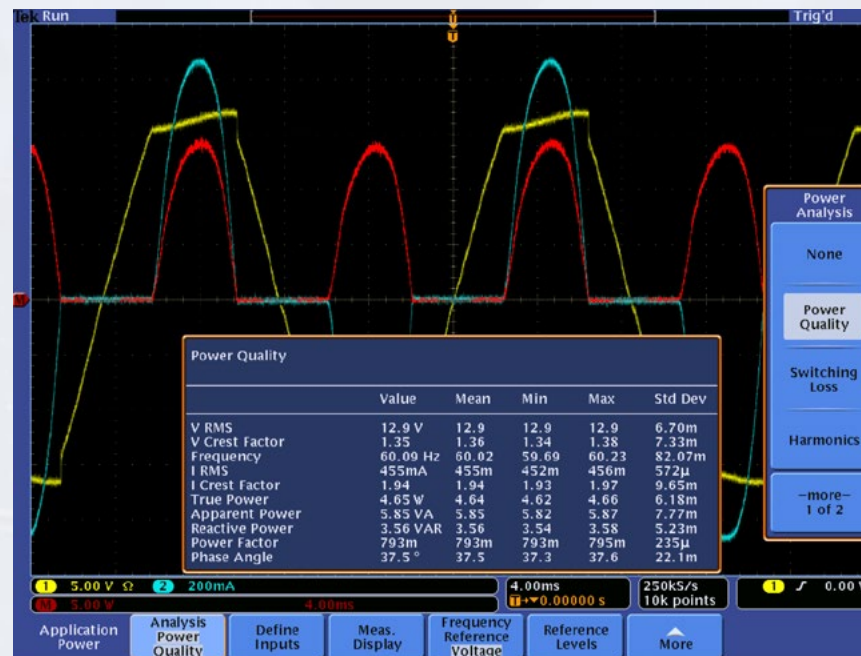 Tek Run Trig'd
T
T
M
Power Analysis
None
Power Quality
Switching Loss
Harmonics
—more—
1 of 2
Power Quality
Value Mean Min Max Std Dev
V RMS 12.9 V 12.9 12.9 12.9 6.70m
V Crest Factor 1.35 1.36 1.34 1.38 7.33m
Frequency 60.09 Hz 60.02 59.69 60.23 82.07m
I RMS 455mA 455m 452m 456m 572µ
I Crest Factor 1.94 1.94 1.93 1.97 9.65m
True Power 4.65 W 4.64 4.62 4.66 6.18m
Apparent Power 5.85 VA 5.85 5.82 5.87 7.77m
Reactive Power 3.56 VAR 3.56 3.54 3.58 5.23m
Power Factor 793m 793m 793m 795m 235µ
Phase Angle 37.5 ° 37.5 37.3 37.6 22.1m
1 5.00 V Ω 2 200mA 4.00ms 250kS/s 1 0.00 V
M 5.00 W 4.00ms T→▼0.00000 s 10k points
Application Power
Analysis Power Quality
Define Inputs
Meas. Display
Frequency Reference Voltage
Reference Levels
More